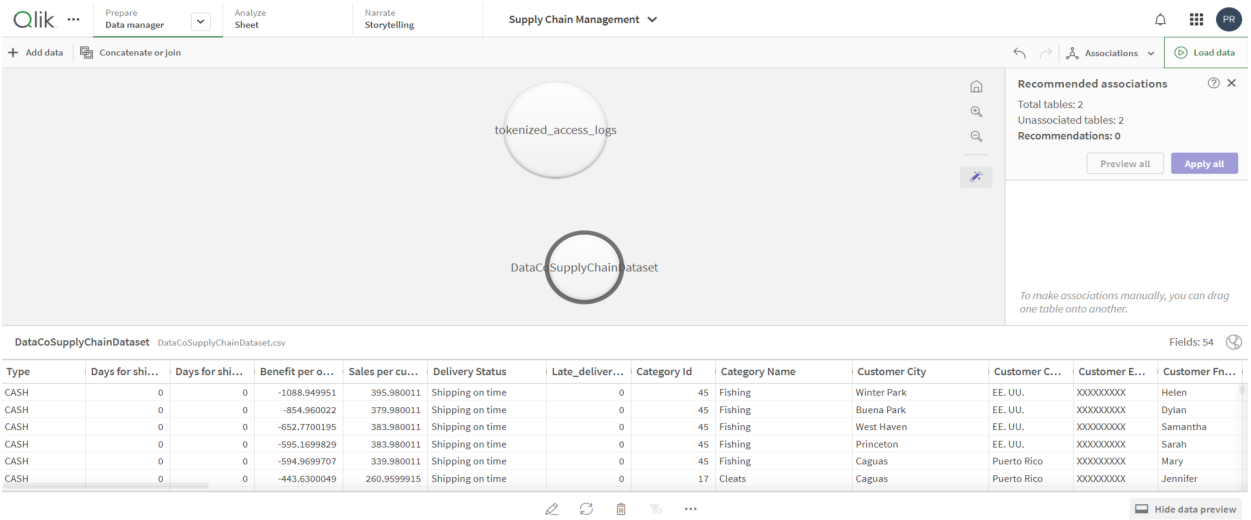 Qlik
Prepare
Data manager
Analyze
Sheet
Narrate
Storytelling
Supply Chain Management
PR
Add data
Concatenate or join
Associations
Load data
tokenized_access_logs
DataCoSupplyChainDataset
Recommended associations
Total tables: 2
Unassociated tables: 2
Recommendations: 0
Preview all Apply all
To make associations manually, you can drag
one table onto another.
DataCoSupplyChainDataset DataCoSupplyChainDataset.csv Fields: 54
Type Days for shi... Days for shi... Benefit per o... Sales per cu... Delivery Status Late_deliver... Category Id Category Name Customer City Customer C... Customer E... Customer Fn...
CASH 0 0 -1088.949951 395.980011 Shipping on time 0 45 Fishing Winter Park EE. UU. XXXXXXXXX Helen
CASH 0 0 -854.960022 379.980011 Shipping on time 0 45 Fishing Buena Park EE. UU. XXXXXXXXX Dylan
CASH 0 0 -652.7700195 383.980011 Shipping on time 0 45 Fishing West Haven EE. UU. XXXXXXXXX Samantha
CASH 0 0 -595.1699829 383.980011 Shipping on time 0 45 Fishing Princeton EE. UU. XXXXXXXXX Sarah
CASH 0 0 -594.9699707 339.980011 Shipping on time 0 45 Fishing Caguas Puerto Rico XXXXXXXXX Mary
CASH 0 0 -443.6300049 260.9599915 Shipping on time 0 17 Cleats Caguas Puerto Rico XXXXXXXXX Jennifer
Hide data preview